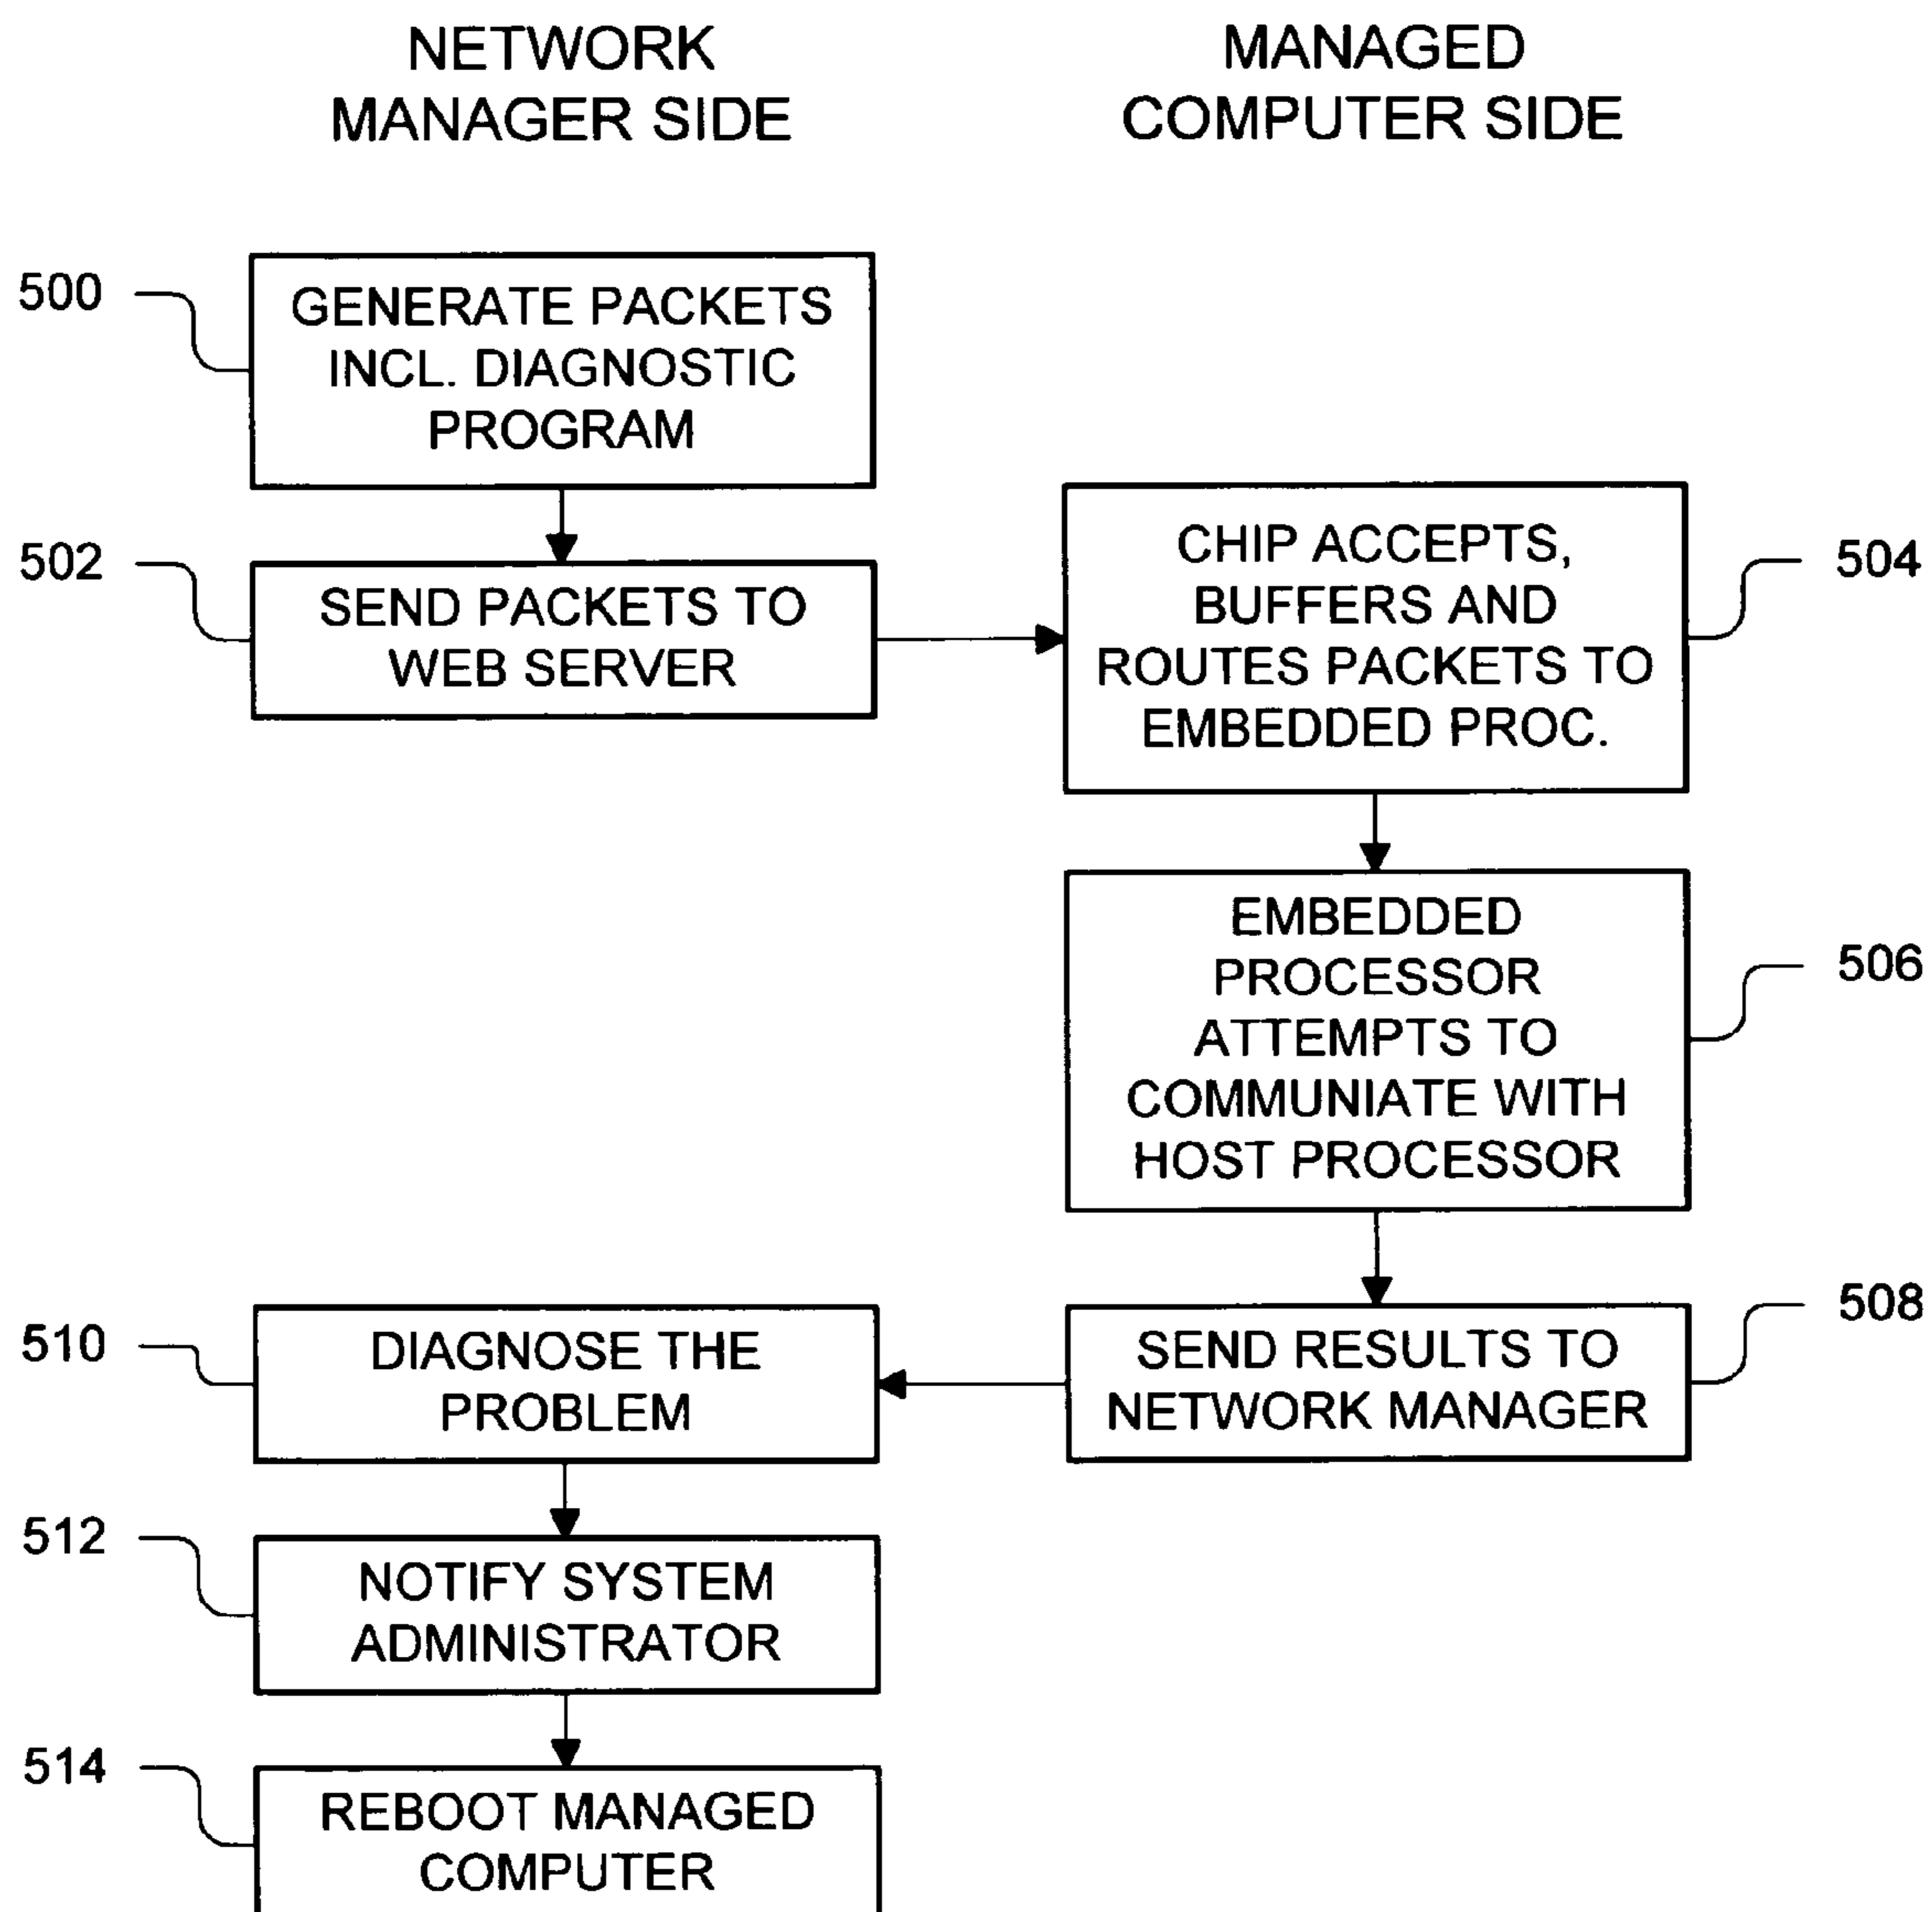 NETWORK
MANAGER SIDE
MANAGED
COMPUTER SIDE
500
GENERATE PACKETS
INCL. DIAGNOSTIC
PROGRAM
502
SEND PACKETS TO
WEB SERVER
CHIP ACCEPTS,
BUFFERS AND
ROUTES PACKETS TO
EMBEDDED PROC.
504
EMBEDDED
PROCESSOR
ATTEMPTS TO
COMMUNIATE WITH
HOST PROCESSOR
506
SEND RESULTS TO
NETWORK MANAGER
508
510
DIAGNOSE THE
PROBLEM
512
NOTIFY SYSTEM
ADMINISTRATOR
514
REBOOT MANAGED
COMPUTER